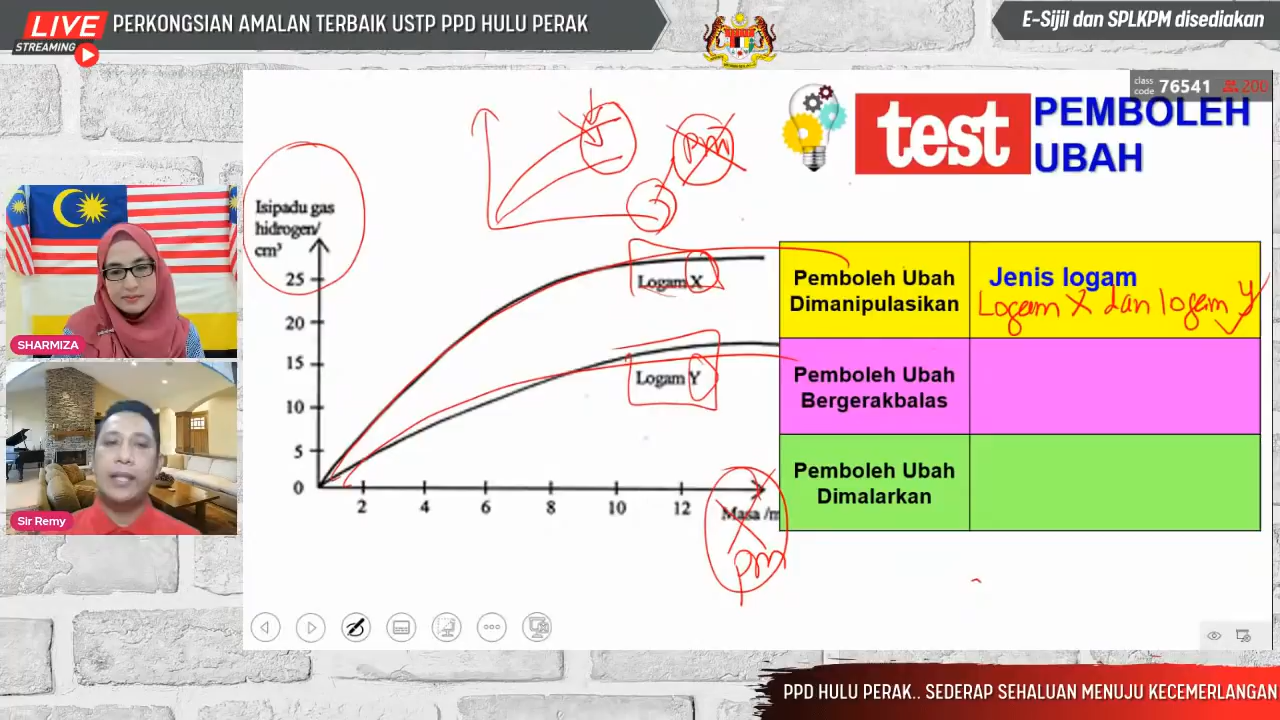 LIVE
STREAMING
PERKONGSIAN AMALAN TERBAIK USTP PPD HULU PERAK
E-Sijil dan SPLKPM disediakan
class
code
76541
200
test
PEMBOLEH
UBAH
pm
Isipadu gas
hidrogen/
cm³
25
20
15
10
5
0
2
4
6
8
10
12
Masa /m
pm
Logam X
Logam Y
Pemboleh Ubah
Dimanipulasikan
Jenis logam
Logam X dan logam Y
Pemboleh Ubah
Bergerakbalas
Pemboleh Ubah
Dimalarkan
SHARMIZA
Sir Remy
PPD HULU PERAK.. SEDERAP SEHALUAN MENUJU KECEMERLANGAN